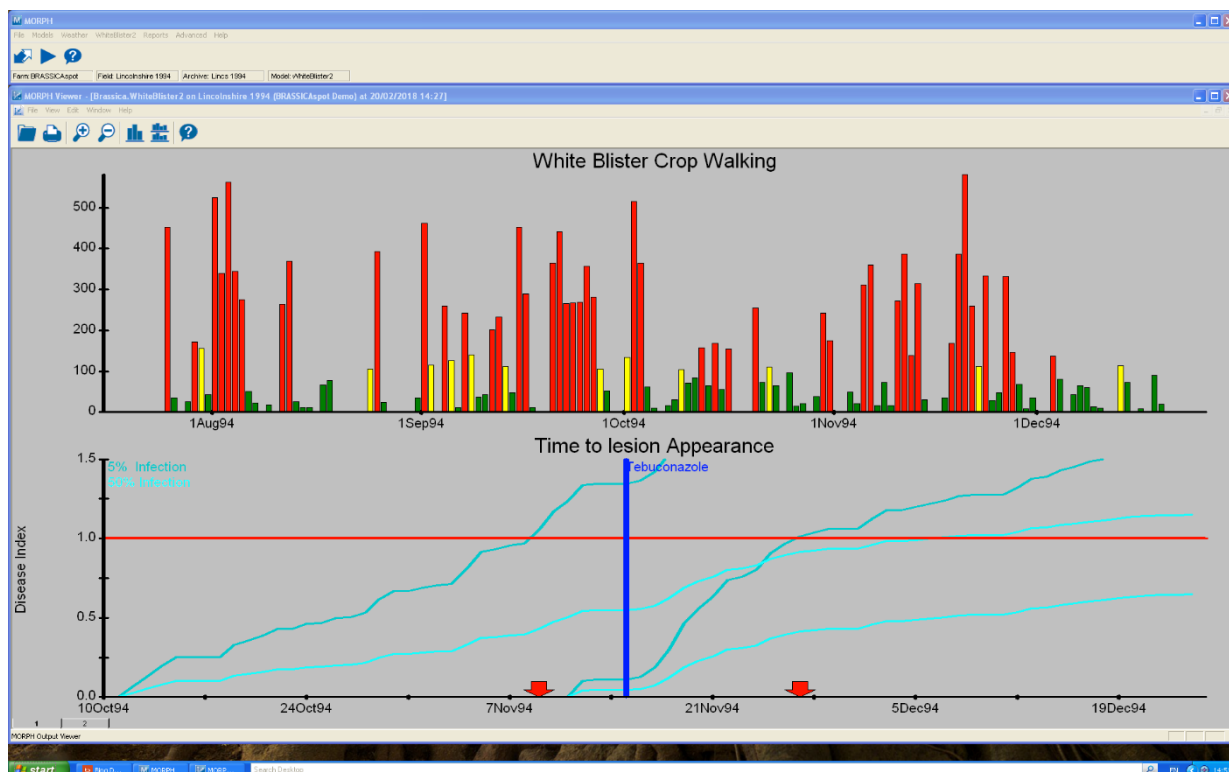 MORPH
File Models Weather WhiteBlister2 Reports Advanced Help
Farm: BRASSICAspot Field: Lincolnshire 1994 Archive: Lincs 1994 Model: WhiteBlister2
MORPH Viewer - [Brassica.WhiteBlister2 on Lincolnshire 1994 (BRASSICAspot Demo) at 20/02/2018 14:27]
File View Edit Window Help
White Blister Crop Walking
500
400
300
200
100
0
1Aug94 1Sep94 1Oct94 1Nov94 1Dec94
Time to lesion Appearance
1.5
5% Infection
Tebuconazole
Infection
1.0
Disease Index
0.5
0.0
10Oct94 24Oct94 7Nov94 21Nov94 5Dec94 19Dec94
1 2
MORPH Output Viewer
start MORPH MORP... Search Desktop EN